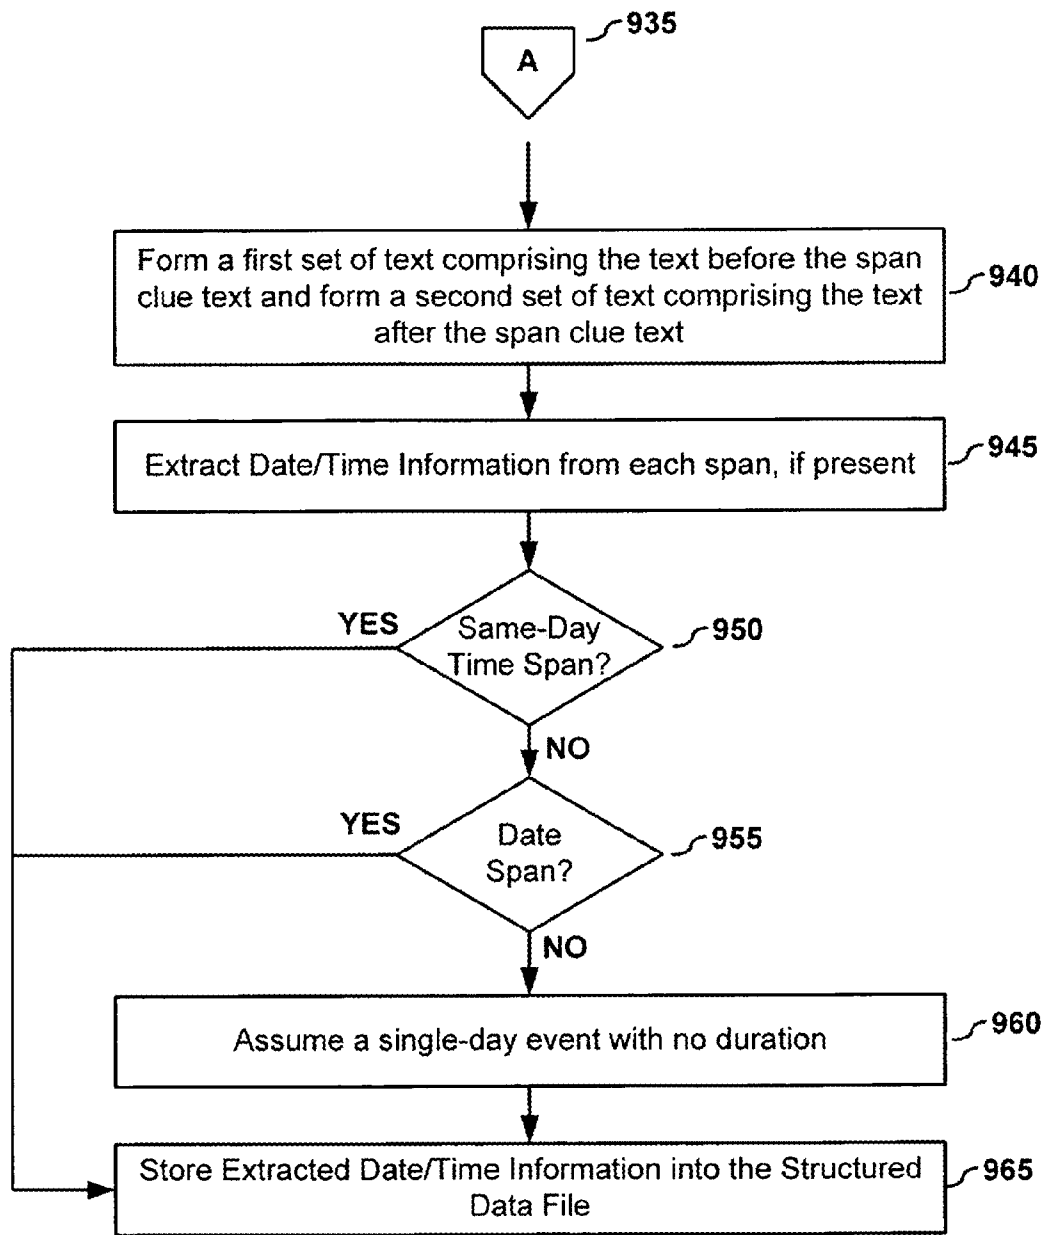 935
A
Form a first set of text comprising the text before the span
clue text and form a second set of text comprising the text
after the span clue text
940
Extract Date/Time Information from each span, if present
945
YES
Same-Day
Time Span?
950
NO
YES
Date
Span?
955
NO
Assume a single-day event with no duration
960
Store Extracted Date/Time Information into the Structured
Data File
965